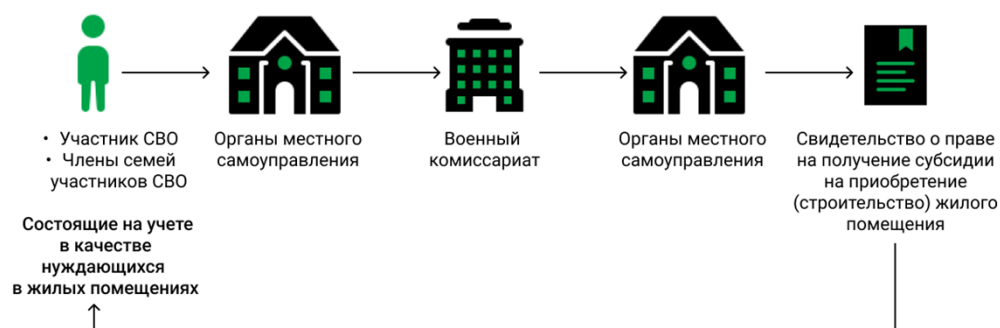 • Участник СВО
• Члены семей
участников СВО
Состоящие на учете
в качестве
нуждающихся
в жилых помещениях
Органы местного
самоуправления
Военный
комиссариат
Органы местного
самоуправления
Свидетельство о праве
на получение субсидии
на приобретение
(строительство) жилого
помещения